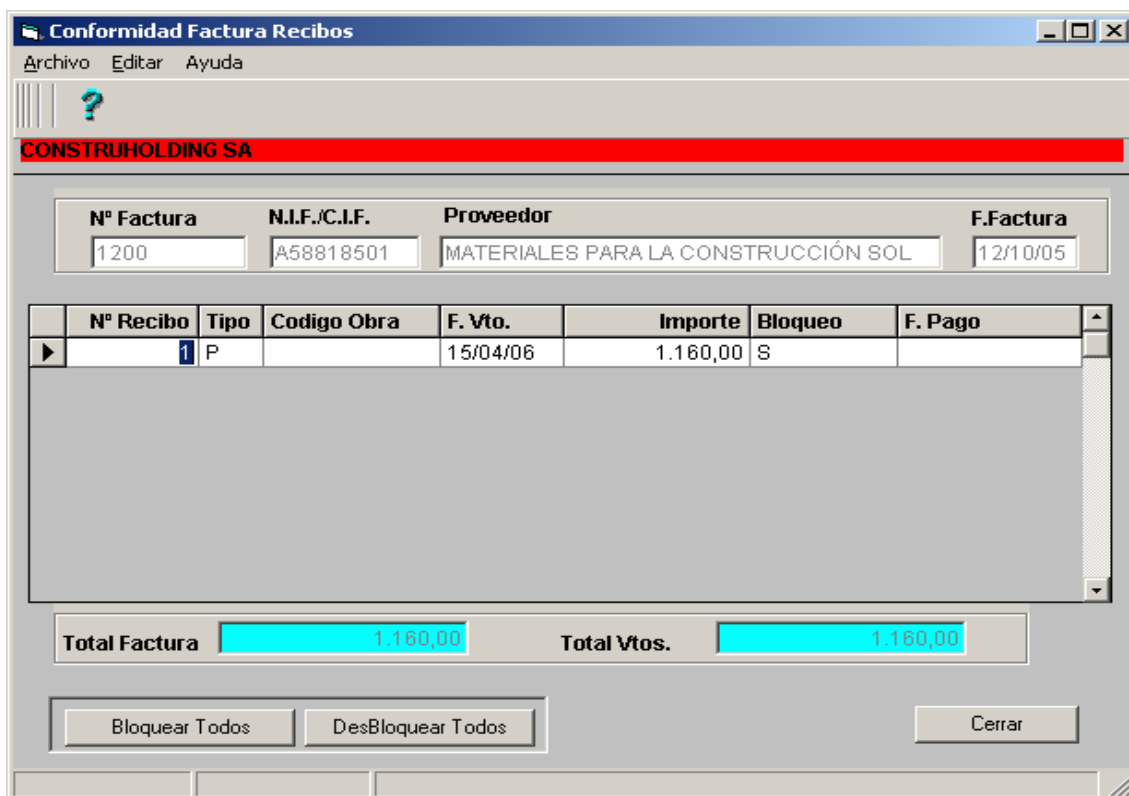 Conformidad Factura Recibos
Archivo Editar Ayuda
?
CONSTRUHOLDING SA
Nº Factura N.I.F./C.I.F. Proveedor F.Factura
1200 A58818501 MATERIALES PARA LA CONSTRUCCIÓN SOL 12/10/05
Nº Recibo Tipo Codigo Obra F. Vto. Importe Bloqueo F. Pago
1 P 15/04/06 1.160,00 S
Total Factura 1.160,00 Total Vtos. 1.160,00
Bloquear Todos DesBloquear Todos Cerrar